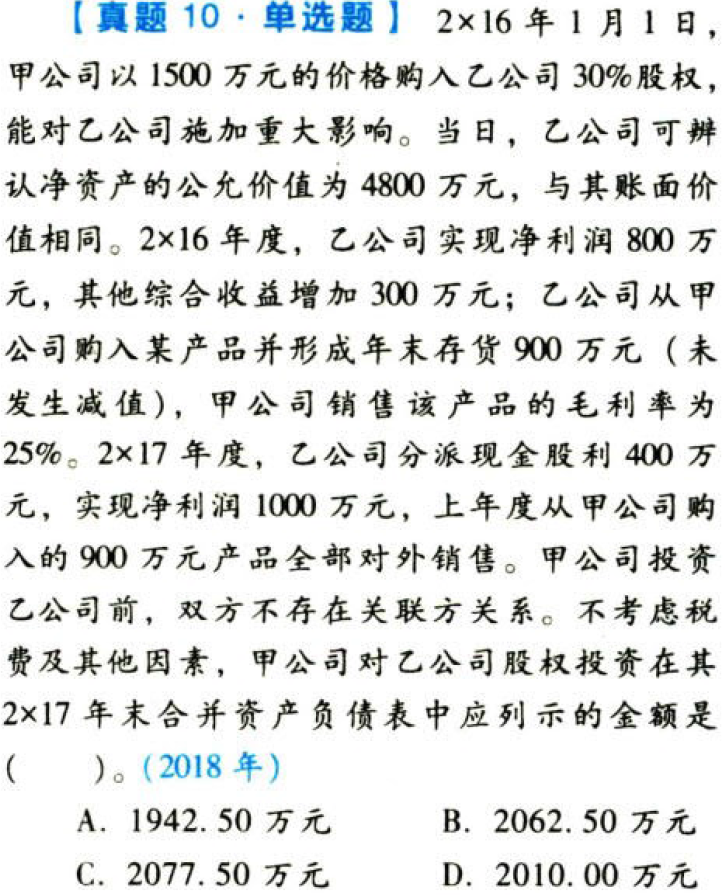 【真题 10·单选题】 2×16 年 1 月 1 日，
甲公司以 1500 万元的价格购入乙公司 30%股权，
能对乙公司施加重大影响。当日，乙公司可辨
认净资产的公允价值为 4800 万元，与其账面价
值相同。2×16 年度，乙公司实现净利润 800 万
元，其他综合收益增加 300 万元；乙公司从甲
公司购入某产品并形成年末存货 900 万元（未
发生减值），甲公司销售该产品的毛利率为
25%。2×17 年度，乙公司分派现金股利 400 万
元，实现净利润 1000 万元，上年度从甲公司购
入的 900 万元产品全部对外销售。甲公司投资
乙公司前，双方不存在关联方关系。不考虑税
费及其他因素，甲公司对乙公司股权投资在其
2×17 年末合并资产负债表中应列示的金额是
（　　）。（2018 年）
A. 1942. 50 万元　　B. 2062. 50 万元
C. 2077. 50 万元　　D. 2010. 00 万元